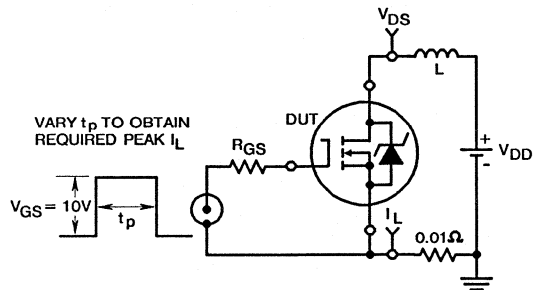 V_DS
L
VARY t_p TO OBTAIN
REQUIRED PEAK I_L
DUT
R_GS
+
V_DD
-
V_GS = 10V
t_p
I_L
0.01Ω